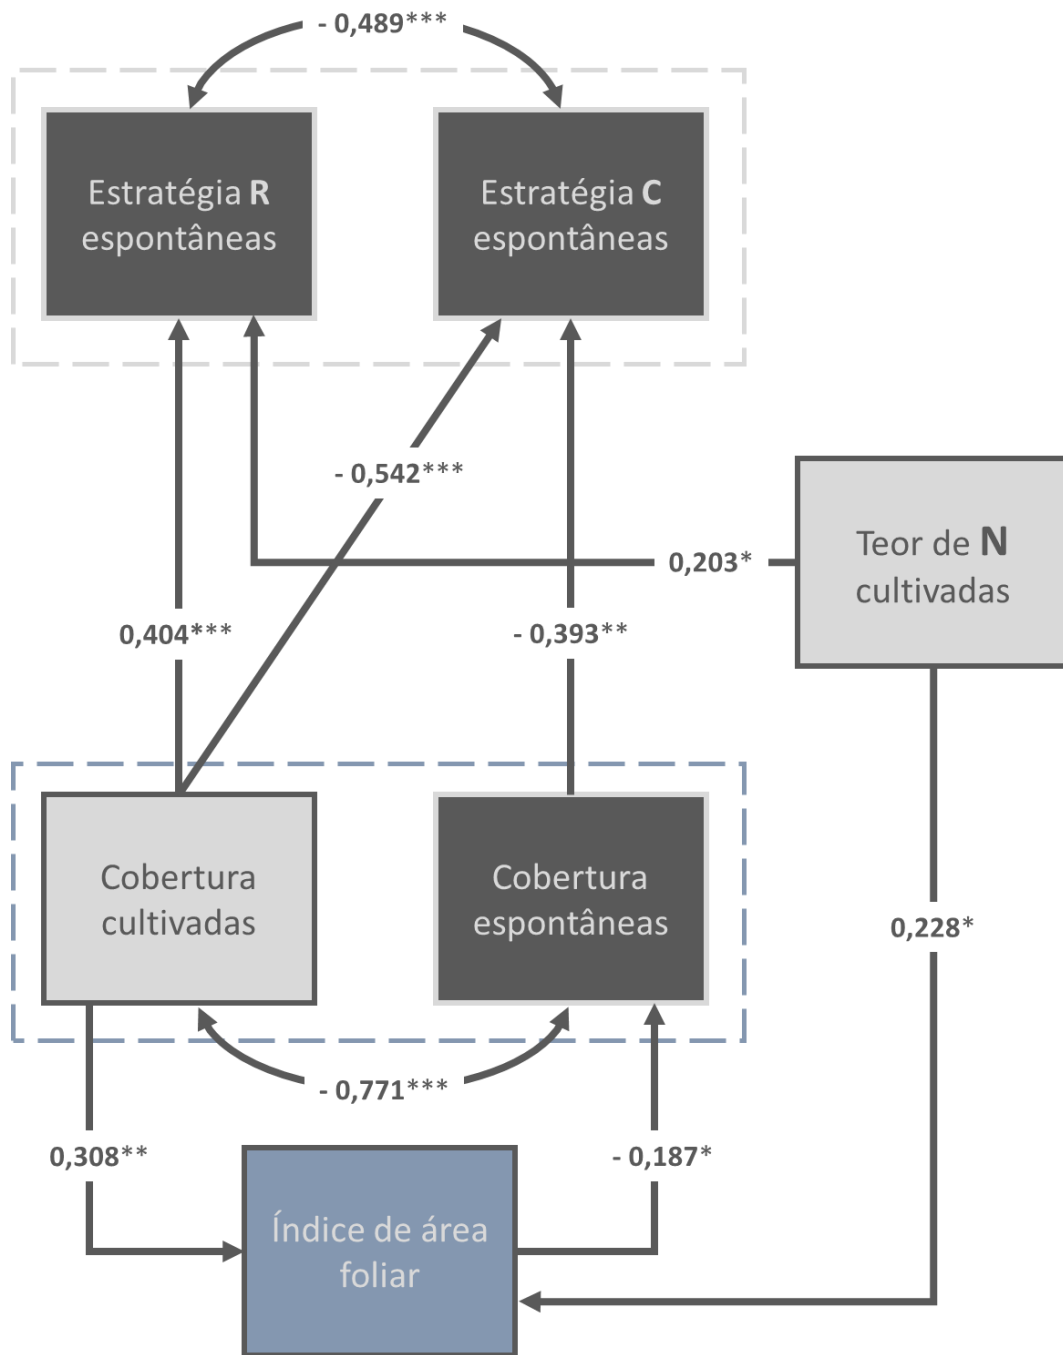 - 0,489***
Estratégia R
espontâneas
Estratégia C
espontâneas
- 0,542***
Teor de N
cultivadas
0,203*
0,404***
- 0,393**
Cobertura
cultivadas
Cobertura
espontâneas
0,228*
- 0,771***
0,308**
- 0,187*
Índice de área
foliar